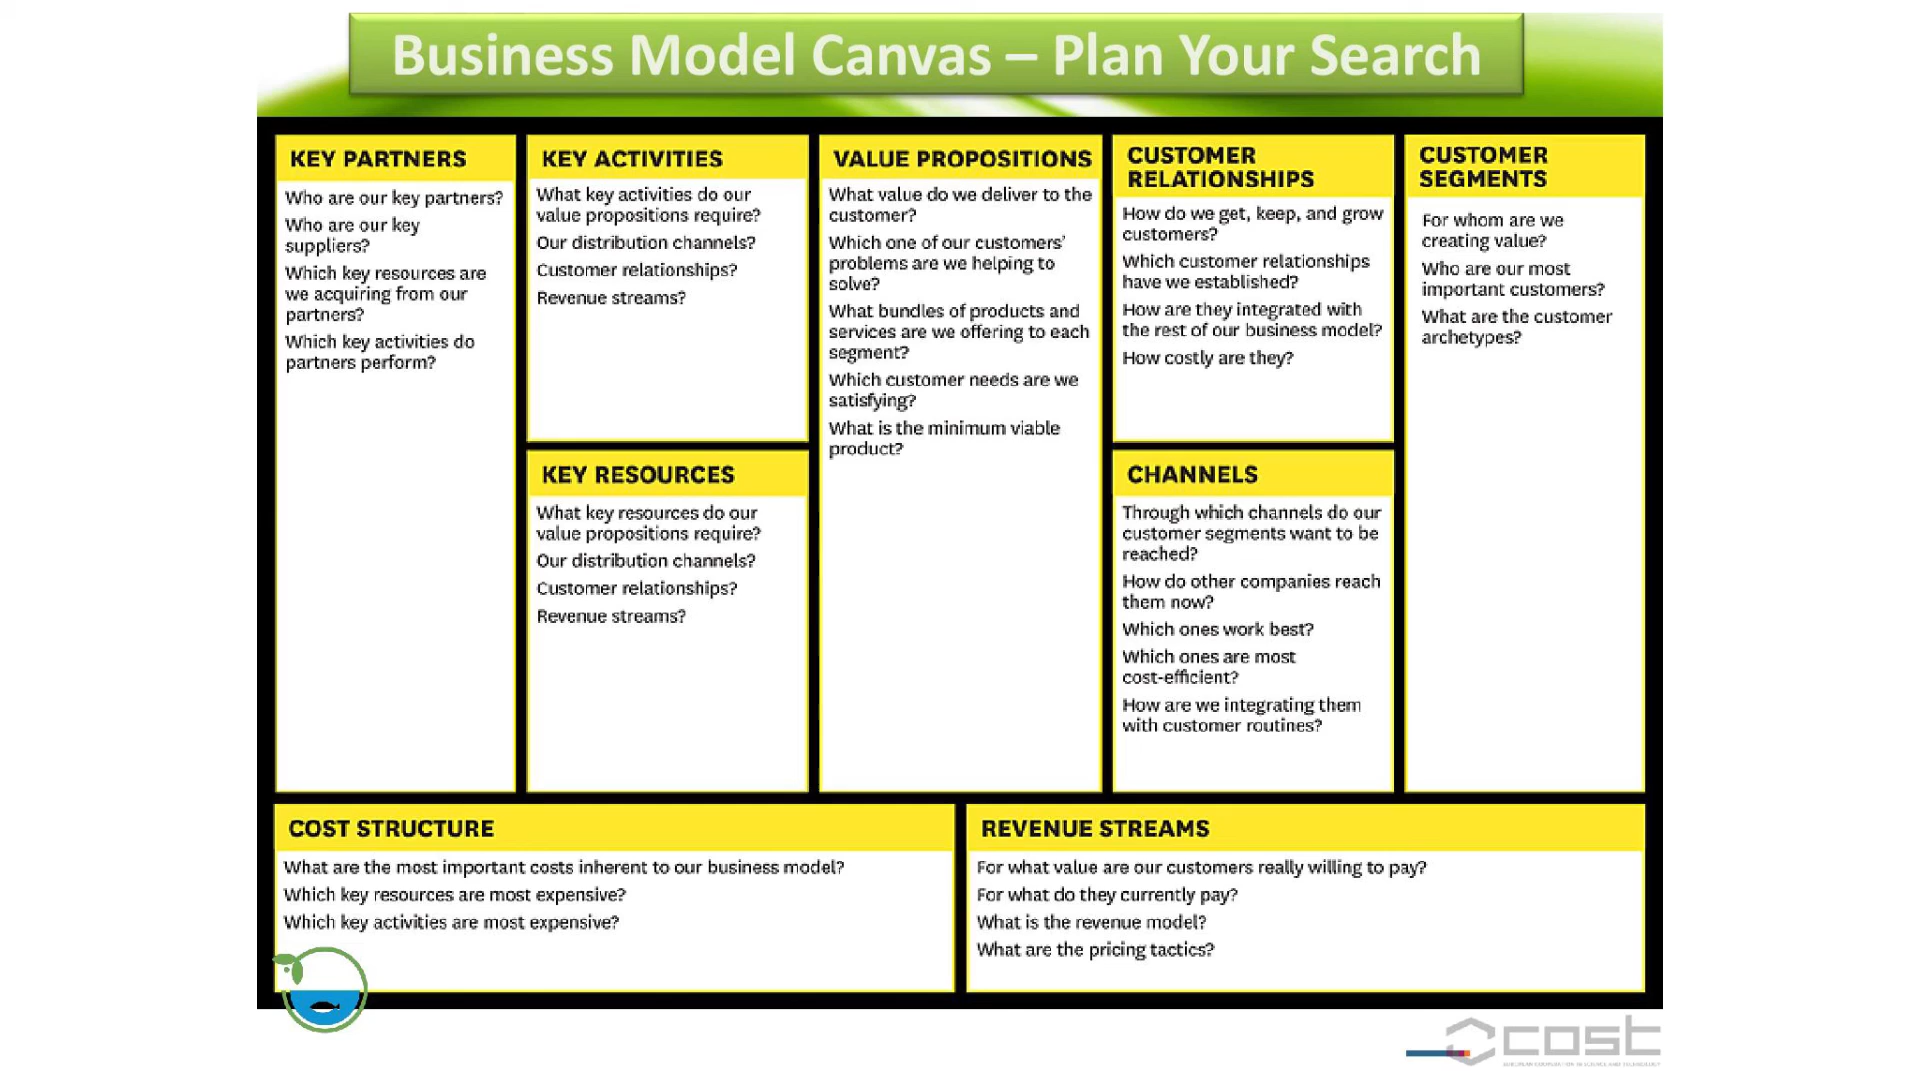 Business Model Canvas – Plan Your Search
KEY PARTNERS
Who are our key partners?
Who are our key
suppliers?
Which key resources are
we acquiring from our
partners?
Which key activities do
partners perform?
KEY ACTIVITIES
What key activities do our
value propositions require?
Our distribution channels?
Customer relationships?
Revenue streams?
KEY RESOURCES
What key resources do our
value propositions require?
Our distribution channels?
Customer relationships?
Revenue streams?
VALUE PROPOSITIONS
What value do we deliver to the
customer?
Which one of our customers’
problems are we helping to
solve?
What bundles of products and
services are we offering to each
segment?
Which customer needs are we
satisfying?
What is the minimum viable
product?
CUSTOMER
RELATIONSHIPS
How do we get, keep, and grow
customers?
Which customer relationships
have we established?
How are they integrated with
the rest of our business model?
How costly are they?
CHANNELS
Through which channels do our
customer segments want to be
reached?
How do other companies reach
them now?
Which ones work best?
Which ones are most
cost-efficient?
How are we integrating them
with customer routines?
CUSTOMER
SEGMENTS
For whom are we
creating value?
Who are our most
important customers?
What are the customer
archetypes?
COST STRUCTURE
What are the most important costs inherent to our business model?
Which key resources are most expensive?
Which key activities are most expensive?
REVENUE STREAMS
For what value are our customers really willing to pay?
For what do they currently pay?
What is the revenue model?
What are the pricing tactics?
cost
EUROPEAN COOPERATION IN SCIENCE AND TECHNOLOGY